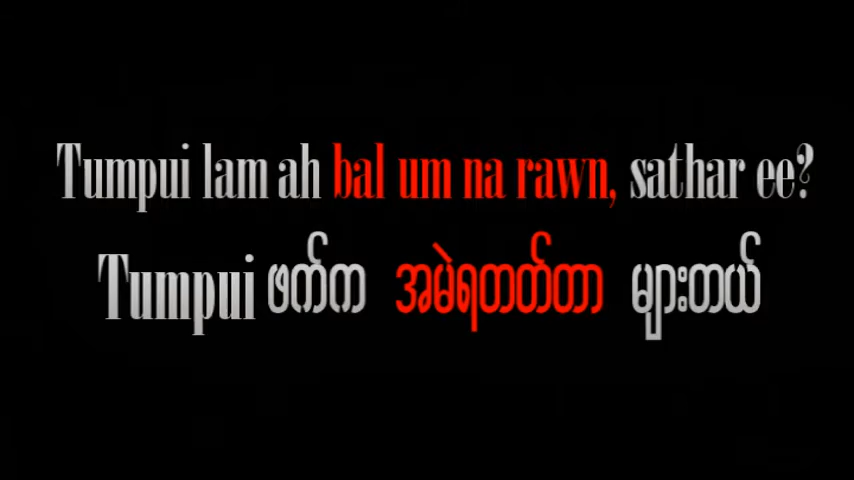 Tumpui lam ah bal um na rawn, sathar ee?
Tumpui ဖက်က အမဲရတတ်တာ များတယ်